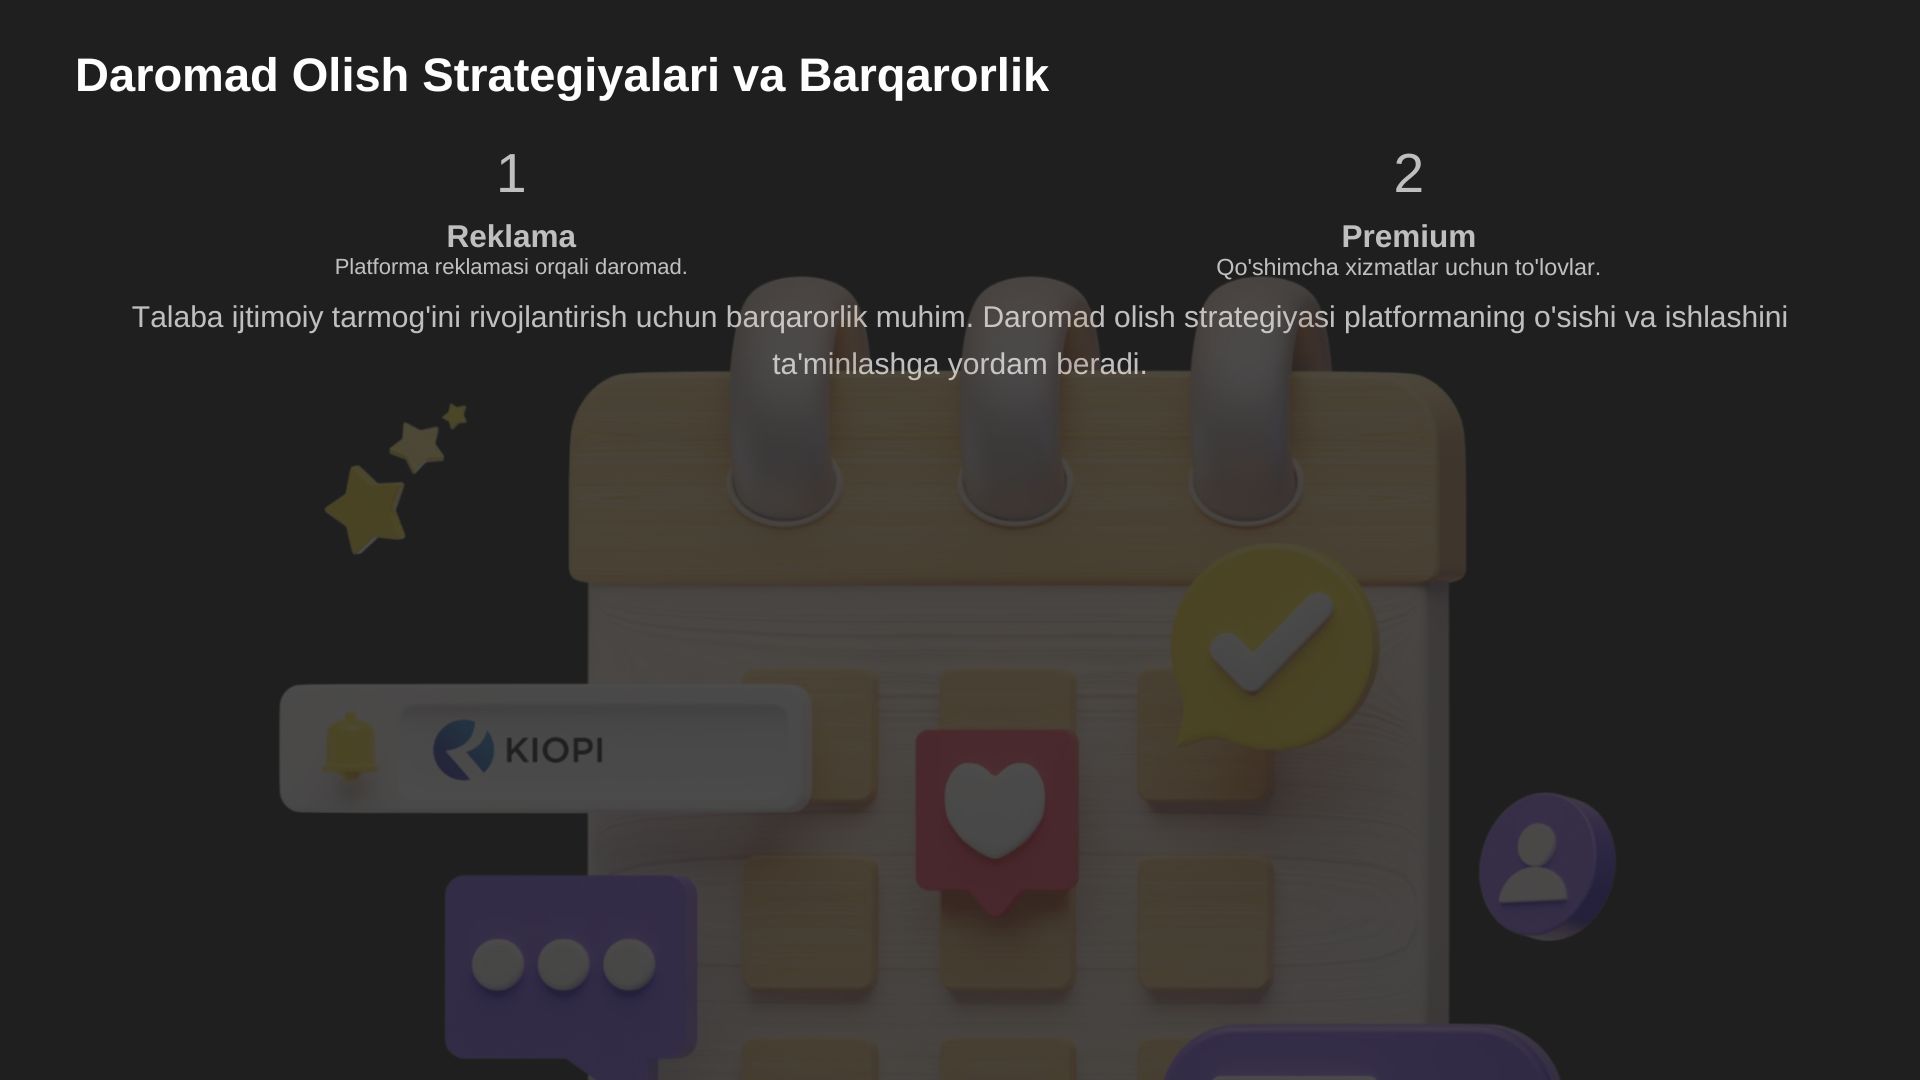 Daromad Olish Strategiyalari va Barqarorlik
1
Reklama
Platforma reklamasi orqali daromad.
2
Premium
Qo'shimcha xizmatlar uchun to'lovlar.
Talaba ijtimoiy tarmog'ini rivojlantirish uchun barqarorlik muhim. Daromad olish strategiyasi platformaning o'sishi va ishlashini
ta'minlashga yordam beradi.
KIOPI